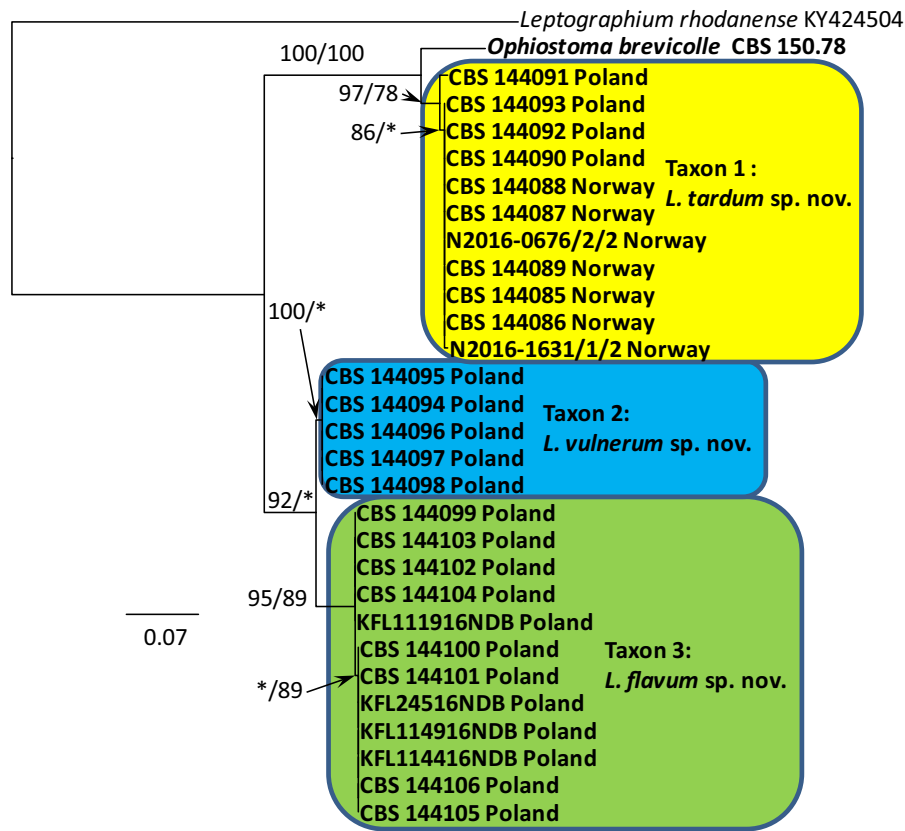 Leptographium rhodanense KY424504
Ophiostoma brevicolle CBS 150.78
100/100
CBS 144091 Poland
97/78
CBS 144093 Poland
86/*
CBS 144092 Poland
CBS 144090 Poland
Taxon 1 :
CBS 144088 Norway
L. tardum sp. nov.
CBS 144087 Norway
N2016-0676/2/2 Norway
CBS 144089 Norway
CBS 144085 Norway
100/*
CBS 144086 Norway
N2016-1631/1/2 Norway
CBS 144095 Poland
CBS 144094 Poland
Taxon 2:
CBS 144096 Poland
L. vulnerum sp. nov.
CBS 144097 Poland
CBS 144098 Poland
92/*
CBS 144099 Poland
CBS 144103 Poland
CBS 144102 Poland
CBS 144104 Poland
95/89
KFL111916NDB Poland
0.07
CBS 144100 Poland
Taxon 3:
CBS 144101 Poland
L. flavum sp. nov.
*/89
KFL24516NDB Poland
KFL114916NDB Poland
KFL114416NDB Poland
CBS 144106 Poland
CBS 144105 Poland